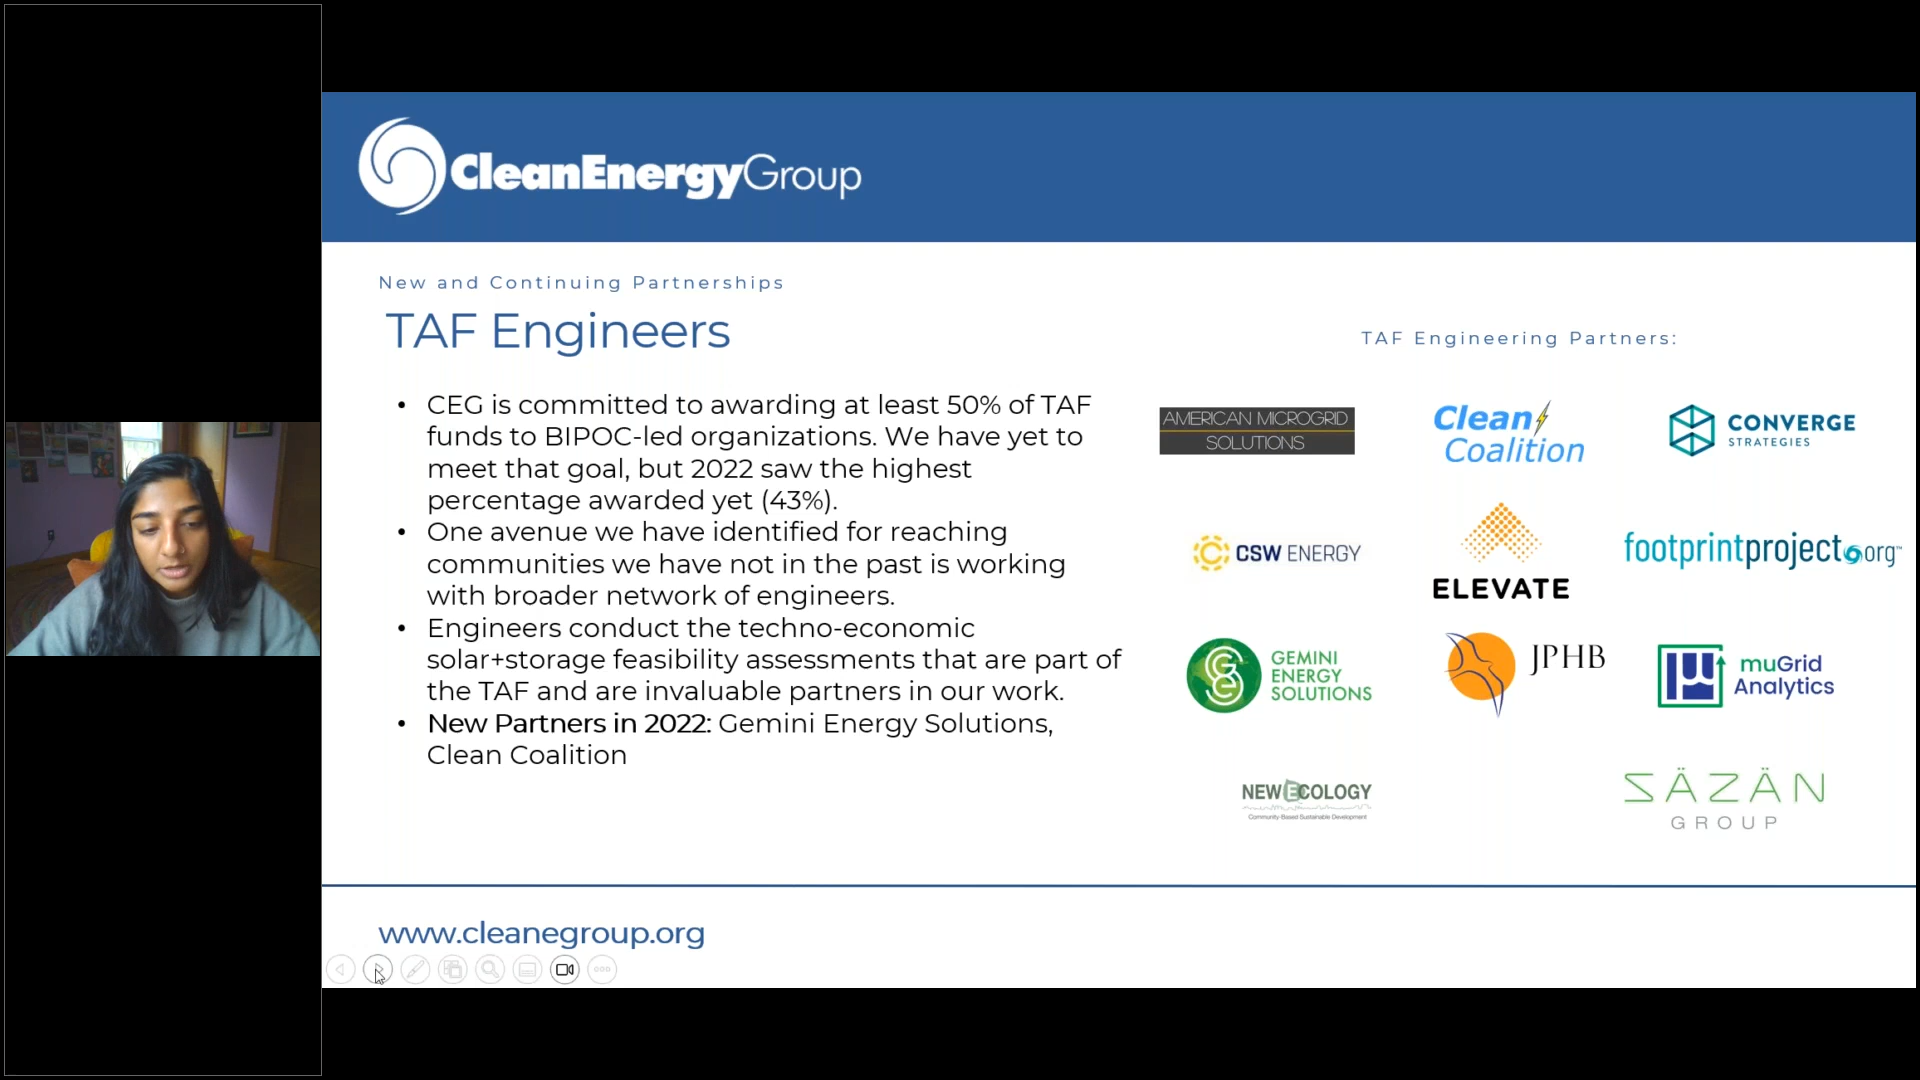 CleanEnergyGroup
New and Continuing Partnerships
TAF Engineers
• CEG is committed to awarding at least 50% of TAF
funds to BIPOC-led organizations. We have yet to
meet that goal, but 2022 saw the highest
percentage awarded yet (43%).
• One avenue we have identified for reaching
communities we have not in the past is working
with broader network of engineers.
• Engineers conduct the techno-economic
solar+storage feasibility assessments that are part of
the TAF and are invaluable partners in our work.
• New Partners in 2022: Gemini Energy Solutions,
Clean Coalition
TAF Engineering Partners:
AMERICAN MICROGRID
SOLUTIONS
Clean
Coalition
CONVERGE
STRATEGIES
CSW ENERGY
ELEVATE
footprintproject.org™
GEMINI
ENERGY
SOLUTIONS
JPHB
muGrid
Analytics
NEW ECOLOGY
Community-Based Sustainable Development
SÄZÄN
GROUP
www.cleanegroup.org